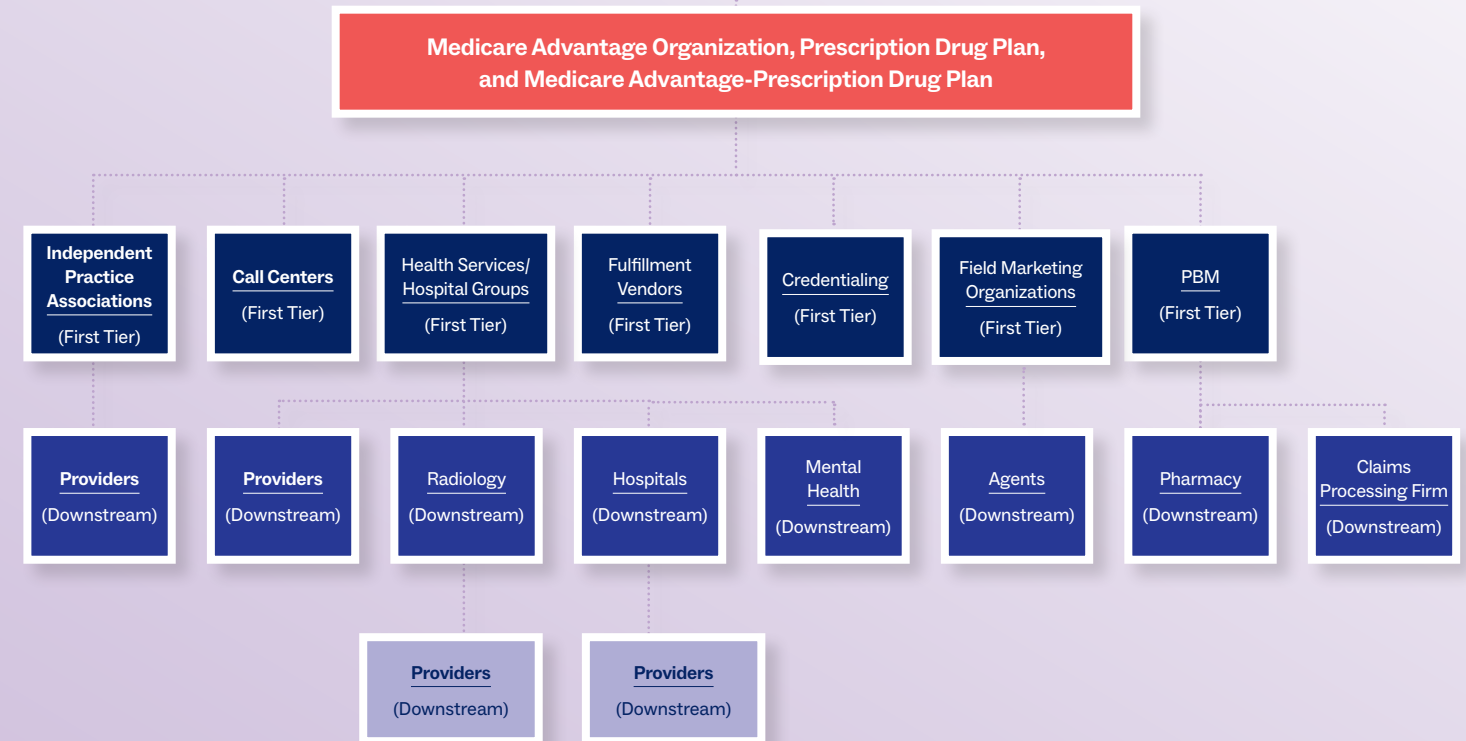 Medicare Advantage Organization, Prescription Drug Plan,
and Medicare Advantage-Prescription Drug Plan
Independent
Practice
Associations
(First Tier)
Call Centers
(First Tier)
Health Services/
Hospital Groups
(First Tier)
Fulfillment
Vendors
(First Tier)
Credentialing
(First Tier)
Field Marketing
Organizations
(First Tier)
PBM
(First Tier)
Providers
(Downstream)
Providers
(Downstream)
Radiology
(Downstream)
Hospitals
(Downstream)
Mental
Health
(Downstream)
Agents
(Downstream)
Pharmacy
(Downstream)
Claims
Processing Firm
(Downstream)
Providers
(Downstream)
Providers
(Downstream)